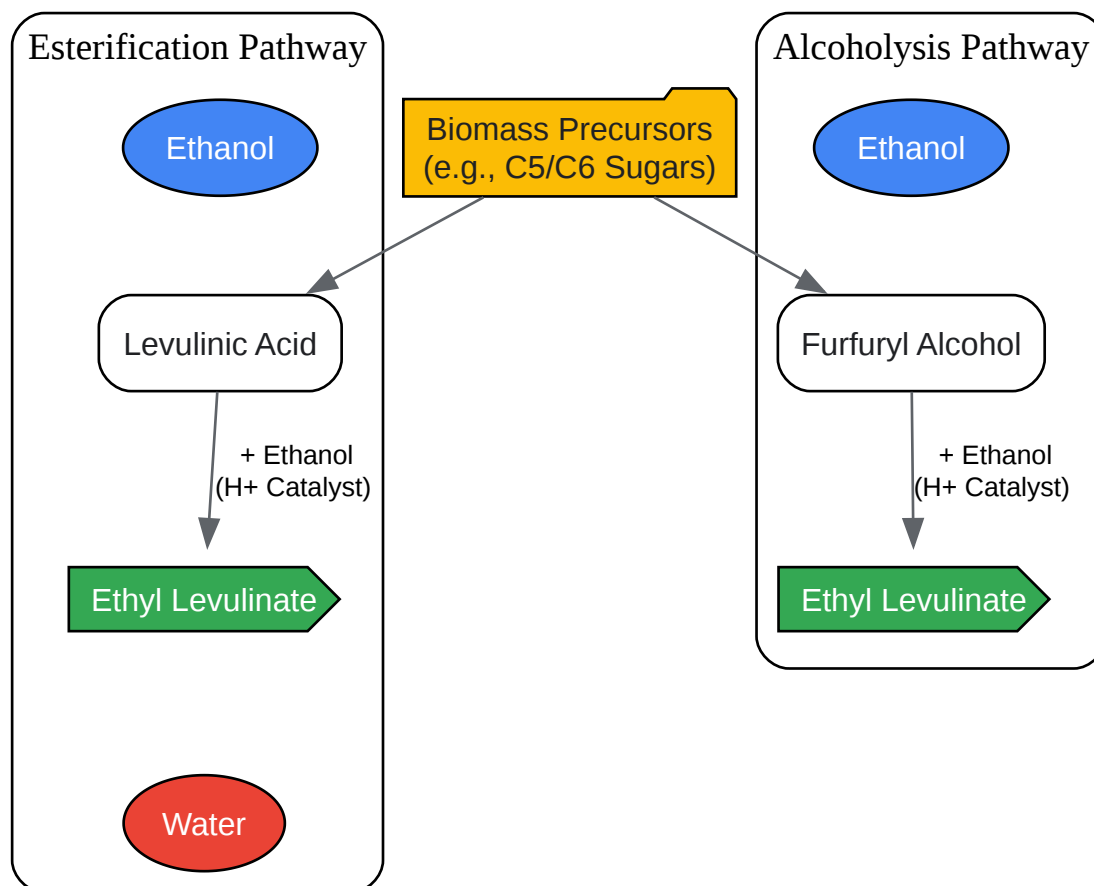 Esterification Pathway
Alcoholysis Pathway
Ethanol
Biomass Precursors
(e.g., C5/C6 Sugars)
Ethanol
Levulinic Acid
Furfuryl Alcohol
+ Ethanol
(H+ Catalyst)
+ Ethanol
(H+ Catalyst)
Ethyl Levulinate
Ethyl Levulinate
Water